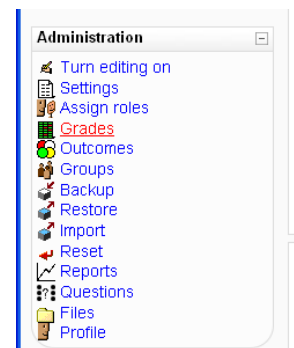 Administration
Turn editing on
Settings
Assign roles
Grades
Outcomes
Groups
Backup
Restore
Import
Reset
Reports
Questions
Files
Profile